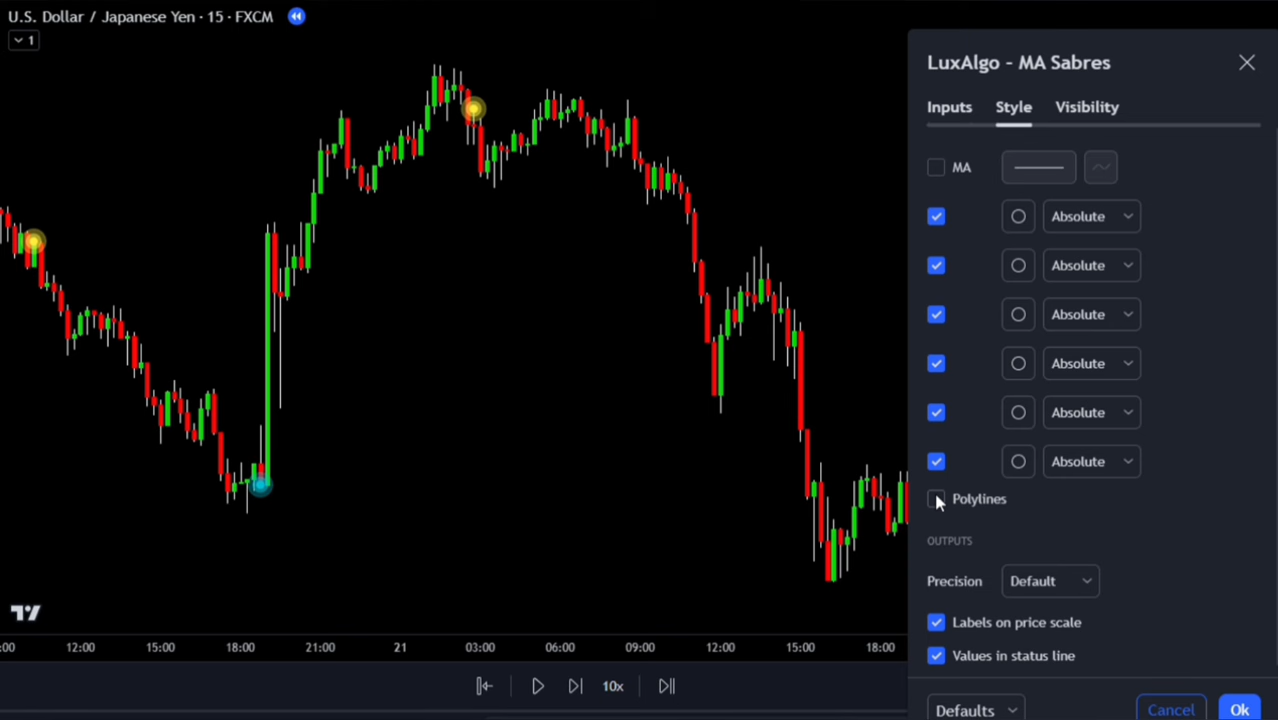 U.S. Dollar / Japanese Yen · 15 · FXCM
1
LuxAlgo - MA Sabres
Inputs Style Visibility
MA
Absolute
Absolute
Absolute
Absolute
Absolute
Absolute
Polylines
OUTPUTS
Precision Default
Labels on price scale
Values in status line
:00 12:00 15:00 18:00 21:00 21 03:00 06:00 09:00 12:00 15:00 18:00
10x
Defaults Cancel Ok